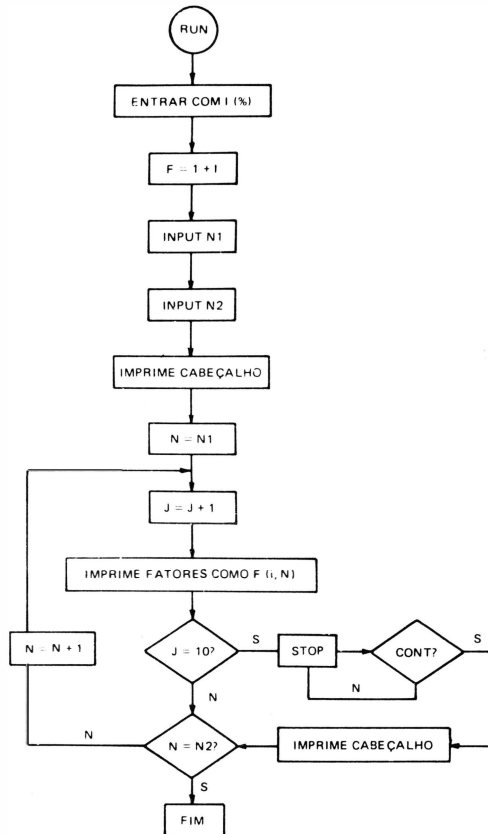 RUN
ENTRAR COM I (%)
F = 1 + I
INPUT N1
INPUT N2
IMPRIME CABEÇALHO
N = N1
J = J + 1
IMPRIME FATORES COMO F (i, N)
N = N + 1
J = 10?
S
STOP
CONT?
S
N
N
N
N = N2?
IMPRIME CABEÇALHO
S
FIM